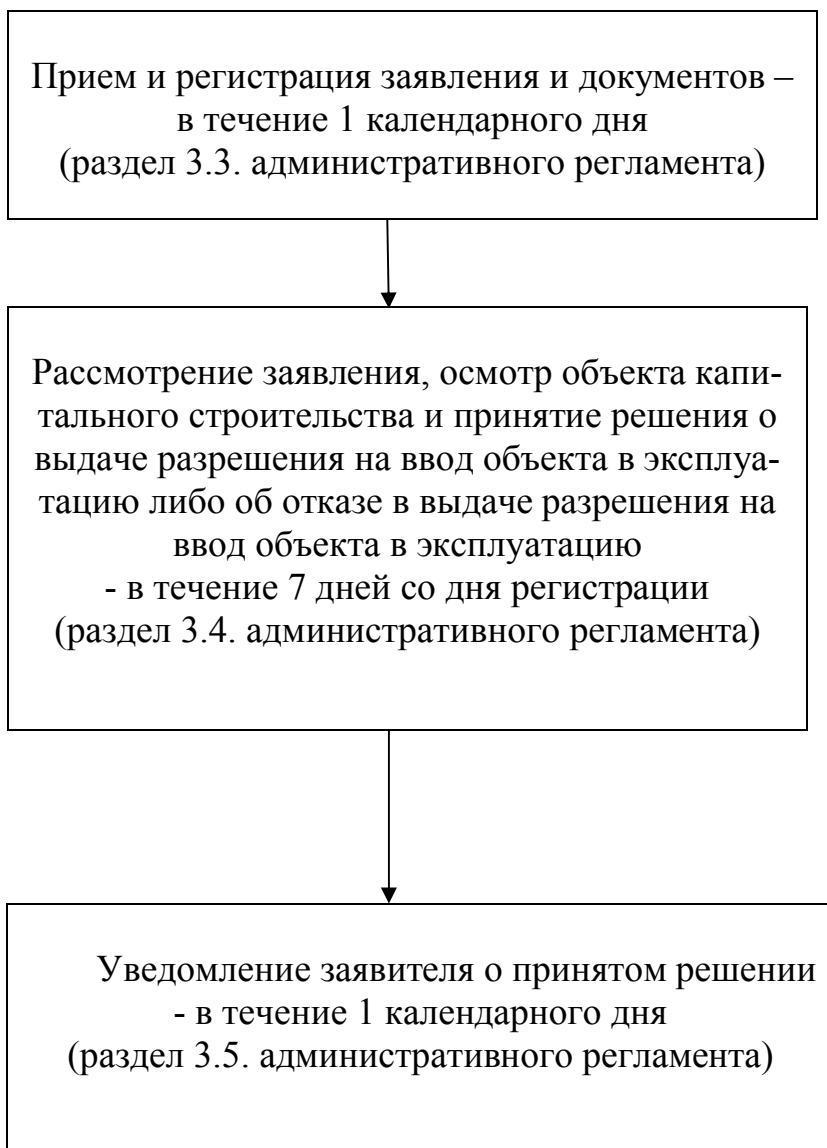 Прием и регистрация заявления и документов –
в течение 1 календарного дня
(раздел 3.3. административного регламента)
Рассмотрение заявления, осмотр объекта капи-
тального строительства и принятие решения о
выдаче разрешения на ввод объекта в эксплуа-
тацию либо об отказе в выдаче разрешения на
ввод объекта в эксплуатацию
- в течение 7 дней со дня регистрации
(раздел 3.4. административного регламента)
Уведомление заявителя о принятом решении
- в течение 1 календарного дня
(раздел 3.5. административного регламента)